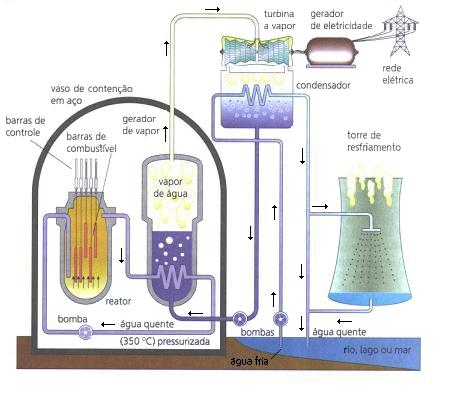 turbina
a vapor
gerador
de eletricidade
rede
elétrica
condensador
vaso de contenção
em aço
barras de
controle
barras de
combustível
gerador
de vapor
torre de
resfriamento
vapor
de água
reator
bomba
água quente
(350 °C) pressurizada
bombas
água quente
água fria
rio, lago ou mar